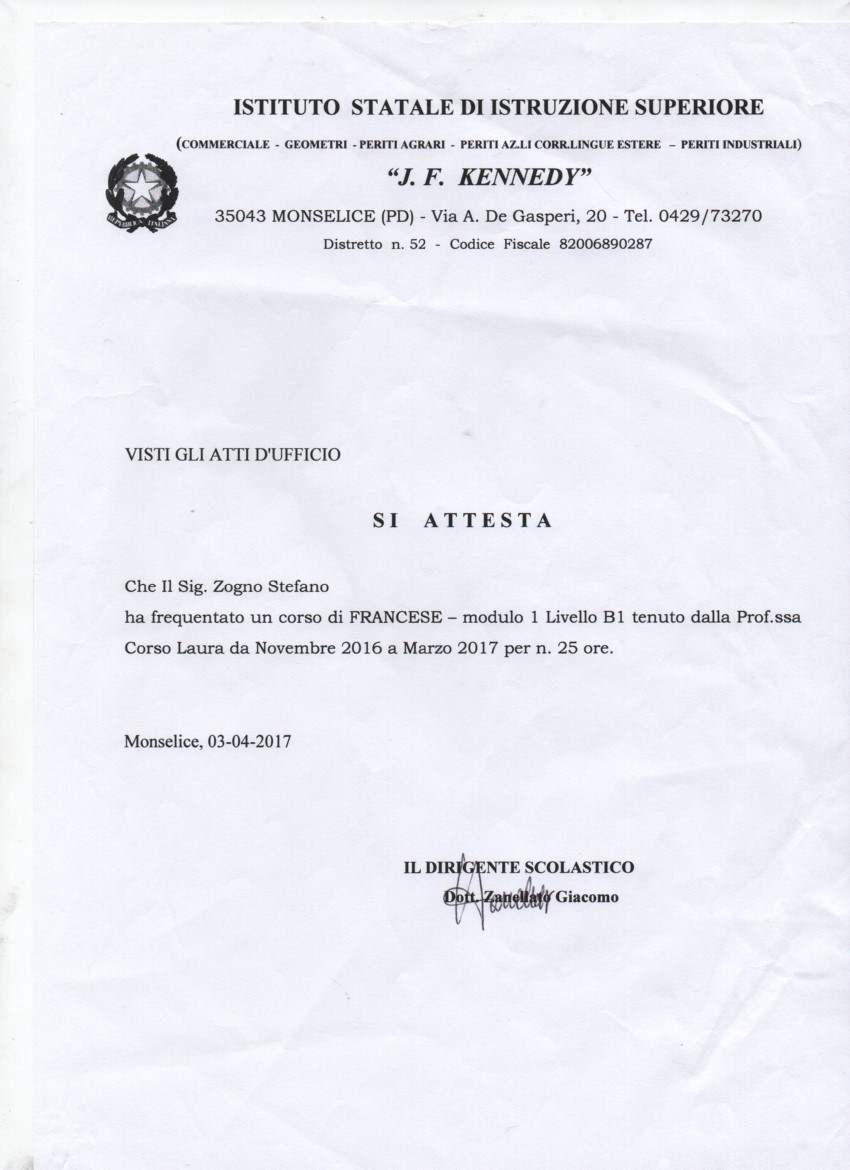 ISTITUTO STATALE DI ISTRUZIONE SUPERIORE
(COMMERCIALE - GEOMETRI - PERITI AGRARI - PERITI AZ.LI CORR.LINGUE ESTERE – PERITI INDUSTRIALI)
“J. F. KENNEDY”
35043 MONSELICE (PD) - Via A. De Gasperi, 20 - Tel. 0429/73270
Distretto n. 52 - Codice Fiscale 82006890287
REPUBBLICA ITALIANA
VISTI GLI ATTI D'UFFICIO
SI ATTESTA
Che Il Sig. Zogno Stefano
ha frequentato un corso di FRANCESE – modulo 1 Livello B1 tenuto dalla Prof.ssa
Corso Laura da Novembre 2016 a Marzo 2017 per n. 25 ore.
Monselice, 03-04-2017
IL DIRIGENTE SCOLASTICO
Dott. Zanellato Giacomo